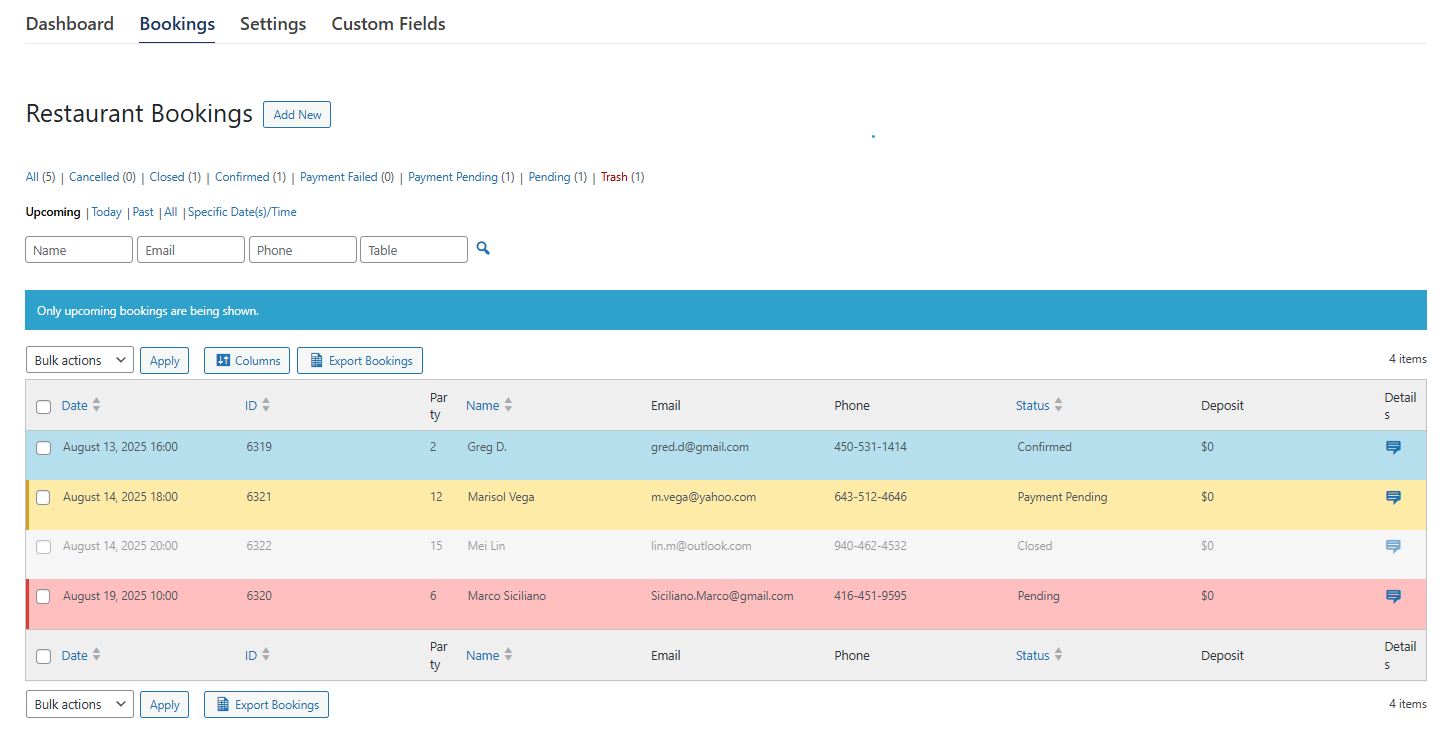 Dashboard Bookings Settings Custom Fields
Restaurant Bookings Add New
All (5) | Cancelled (0) | Closed (1) | Confirmed (1) | Payment Failed (0) | Payment Pending (1) | Pending (1) | Trash (1)
Upcoming | Today | Past | All | Specific Date(s)/Time
Name Email Phone Table
Only upcoming bookings are being shown.
Bulk actions Apply Columns Export Bookings 4 items
Date ID Par
ty Name Email Phone Status Deposit Detail
s
August 13, 2025 16:00 6319 2 Greg D. gred.d@gmail.com 450-531-1414 Confirmed $0
August 14, 2025 18:00 6321 12 Marisol Vega m.vega@yahoo.com 643-512-4646 Payment Pending $0
August 14, 2025 20:00 6322 15 Mei Lin lin.m@outlook.com 940-462-4532 Closed $0
August 19, 2025 10:00 6320 6 Marco Siciliano Siciliano.Marco@gmail.com 416-451-9595 Pending $0
Date ID Par
ty Name Email Phone Status Deposit Detail
s
Bulk actions Apply Export Bookings 4 items